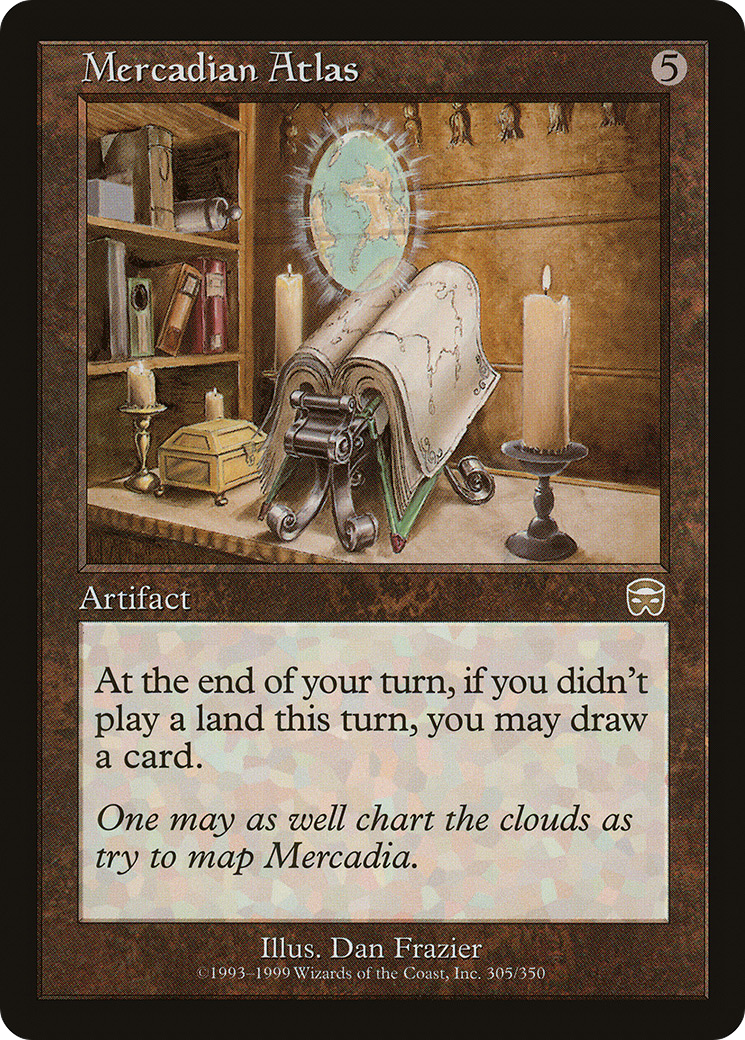 Mercadian Atlas 5
Artifact
At the end of your turn, if you didn't
play a land this turn, you may draw
a card.
One may as well chart the clouds as
try to map Mercadia.
Illus. Dan Frazier
©1993–1999 Wizards of the Coast, Inc. 305/350